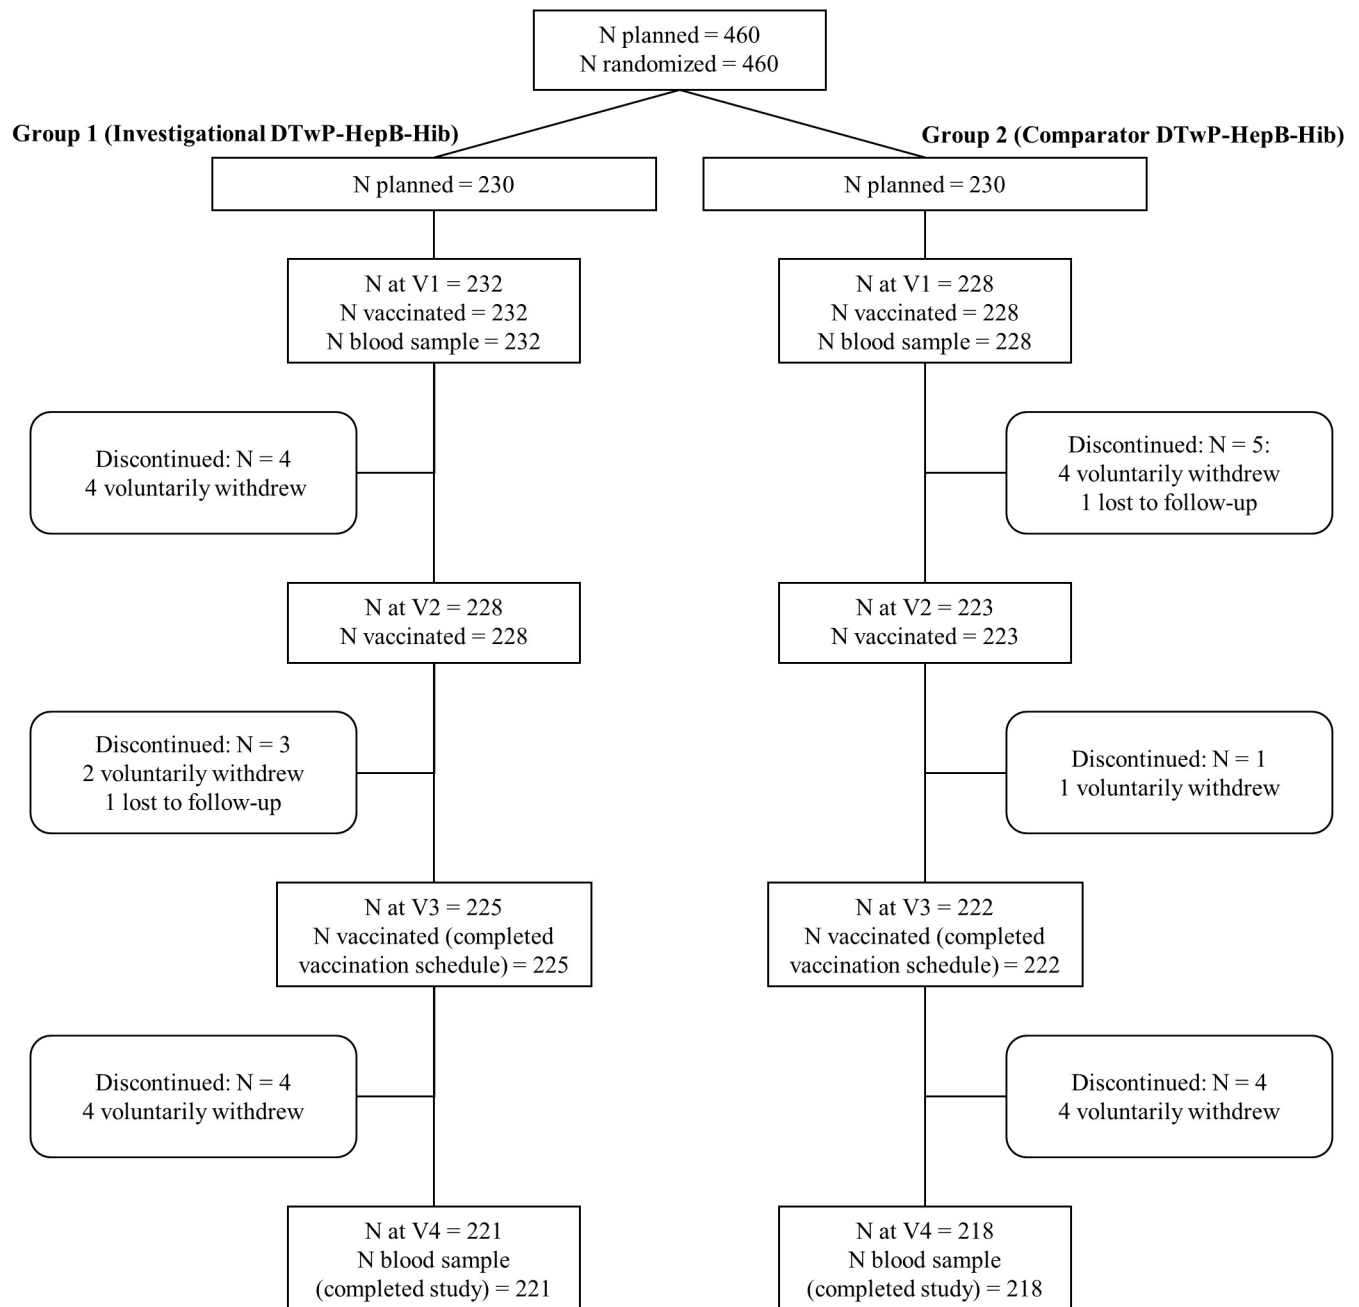 N planned = 460
N randomized = 460
Group 1 (Investigational DTwP-HepB-Hib)
Group 2 (Comparator DTwP-HepB-Hib)
N planned = 230
N planned = 230
N at V1 = 232
N vaccinated = 232
N blood sample = 232
N at V1 = 228
N vaccinated = 228
N blood sample = 228
Discontinued: N = 4
4 voluntarily withdrew
Discontinued: N = 5:
4 voluntarily withdrew
1 lost to follow-up
N at V2 = 228
N vaccinated = 228
N at V2 = 223
N vaccinated = 223
Discontinued: N = 3
2 voluntarily withdrew
1 lost to follow-up
Discontinued: N = 1
1 voluntarily withdrew
N at V3 = 225
N vaccinated (completed
vaccination schedule) = 225
N at V3 = 222
N vaccinated (completed
vaccination schedule) = 222
Discontinued: N = 4
4 voluntarily withdrew
Discontinued: N = 4
4 voluntarily withdrew
N at V4 = 221
N blood sample
(completed study) = 221
N at V4 = 218
N blood sample
(completed study) = 218